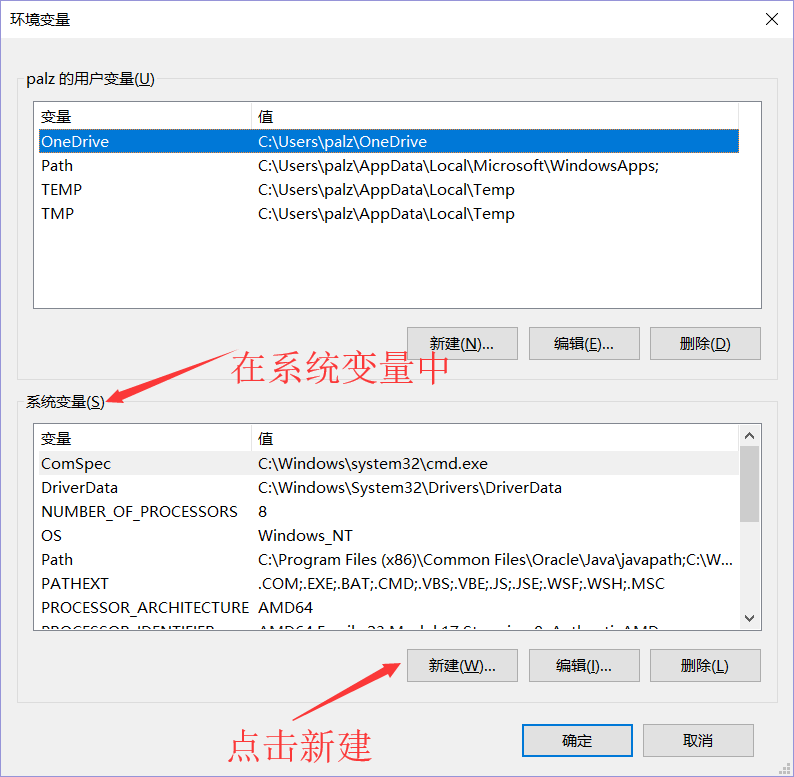 环境变量
palz 的用户变量(U)
变量 值
OneDrive C:\Users\palz\OneDrive
Path C:\Users\palz\AppData\Local\Microsoft\WindowsApps;
TEMP C:\Users\palz\AppData\Local\Temp
TMP C:\Users\palz\AppData\Local\Temp
新建(N)... 编辑(E)... 删除(D)
在系统变量中
系统变量(S)
变量 值
ComSpec C:\Windows\system32\cmd.exe
DriverData C:\Windows\System32\Drivers\DriverData
NUMBER_OF_PROCESSORS 8
OS Windows_NT
Path C:\Program Files (x86)\Common Files\Oracle\Java\javapath;C:\W...
PATHEXT .COM;.EXE;.BAT;.CMD;.VBS;.VBE;.JS;.JSE;.WSF;.WSH;.MSC
PROCESSOR_ARCHITECTURE AMD64
新建(W)... 编辑(I)... 删除(L)
点击新建
确定 取消